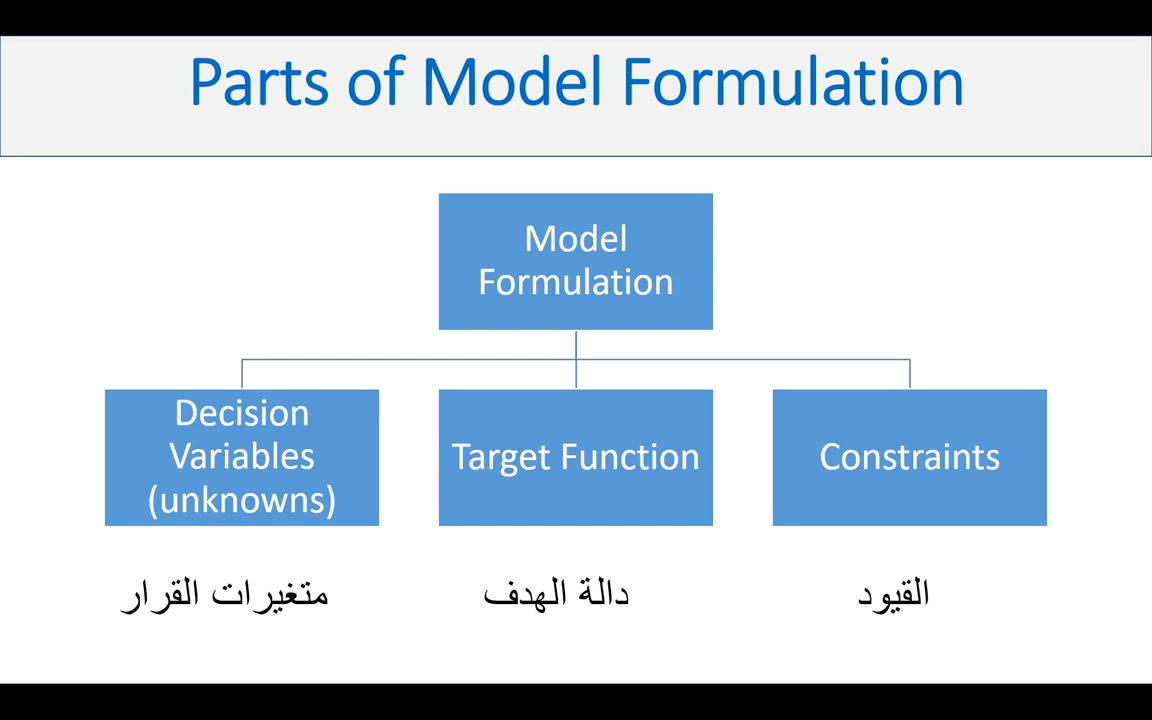 Parts of Model Formulation
Model
Formulation
Decision
Variables
(unknowns)
Target Function
Constraints
متغيرات القرار
دالة الهدف
القيود